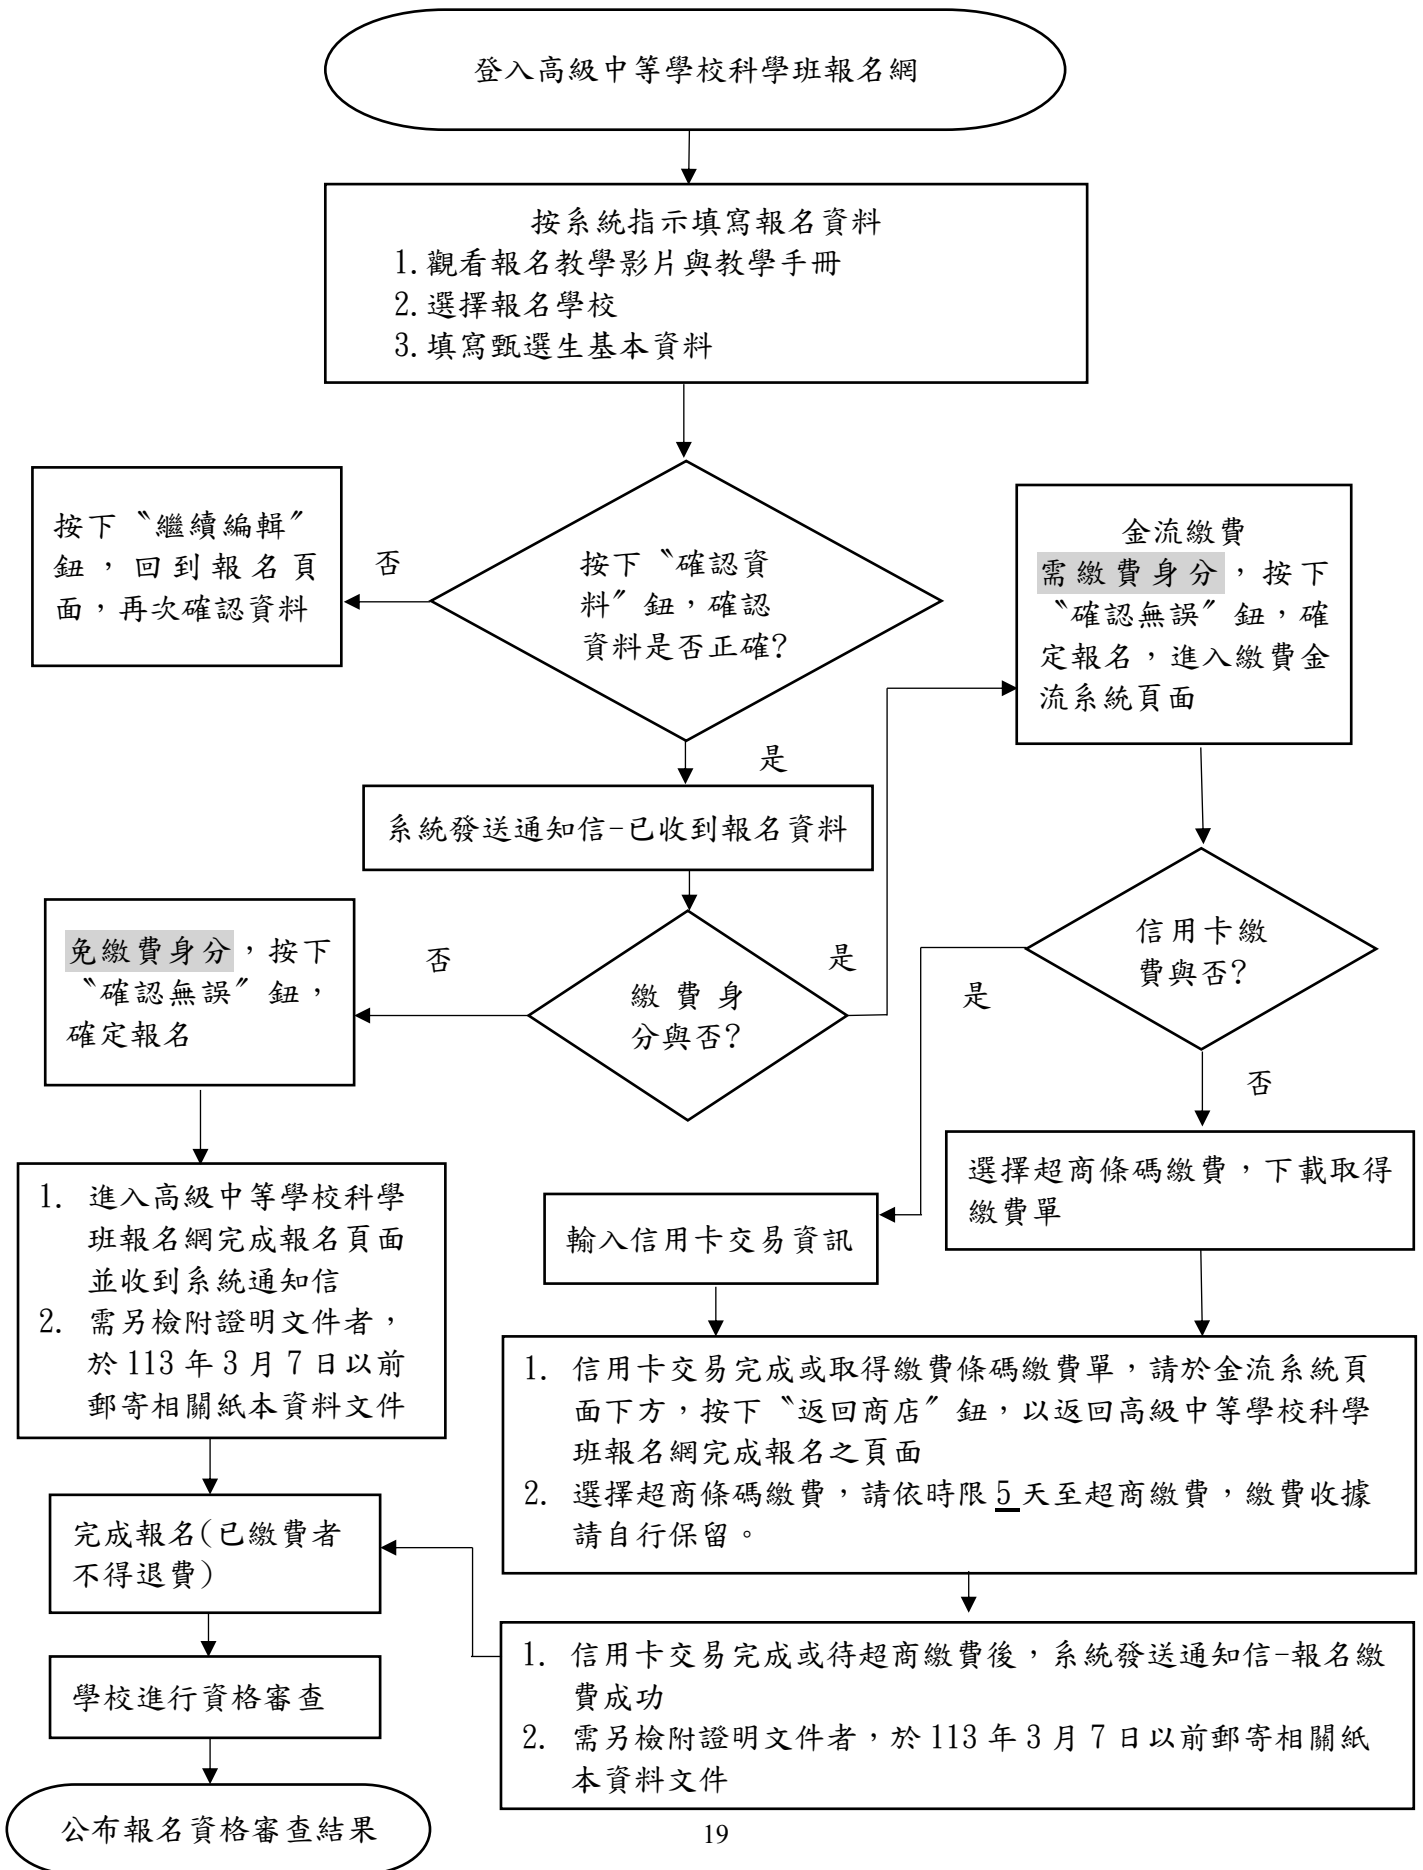 登入高級中等學校科學班報名網
按系統指示填寫報名資料
1.觀看報名教學影片與教學手冊
2.選擇報名學校
3.填寫甄選生基本資料
按下〝繼續編輯〞
鈕，回到報名頁
面，再次確認資料
否
按下〝確認資
料〞鈕，確認
資料是否正確?
是
金流繳費
需繳費身分，按下
〝確認無誤〞鈕，確
定報名，進入繳費金
流系統頁面
系統發送通知信-已收到報名資料
免繳費身分，按下
〝確認無誤〞鈕，
確定報名
否
繳費身
分與否?
是
信用卡繳
費與否?
是
否
選擇超商條碼繳費，下載取得
繳費單
輸入信用卡交易資訊
1. 進入高級中等學校科學
班報名網完成報名頁面
並收到系統通知信
2. 需另檢附證明文件者，
於113年3月7日以前
郵寄相關紙本資料文件
1. 信用卡交易完成或取得繳費條碼繳費單，請於金流系統頁
面下方，按下〝返回商店〞鈕，以返回高級中等學校科學
班報名網完成報名之頁面
2. 選擇超商條碼繳費，請依時限5天至超商繳費，繳費收據
請自行保留。
完成報名(已繳費者
不得退費)
1. 信用卡交易完成或待超商繳費後，系統發送通知信-報名繳
費成功
2. 需另檢附證明文件者，於113年3月7日以前郵寄相關紙
本資料文件
學校進行資格審查
公布報名資格審查結果
19